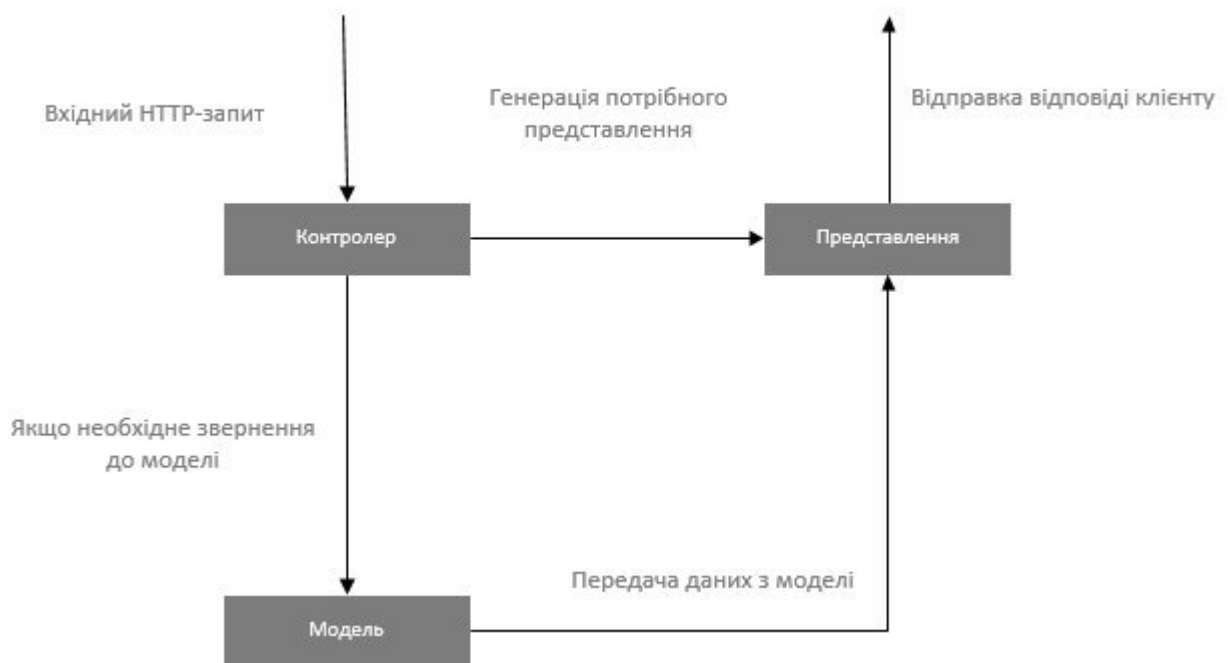 Вхідний HTTP-запит
Генерація потрібного
представлення
Відправка відповіді клієнту
Контролер
Представлення
Якщо необхідне звернення
до моделі
Передача даних з моделі
Модель